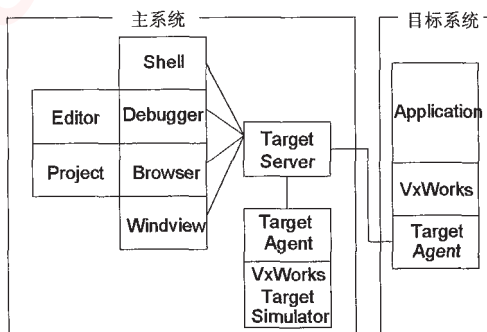 主系统
目标系统
Shell
Editor
Debugger
Project
Browser
Windview
Target
Server
Target
Agent
VxWorks
Target
Simulator
Application
VxWorks
Target
Agent